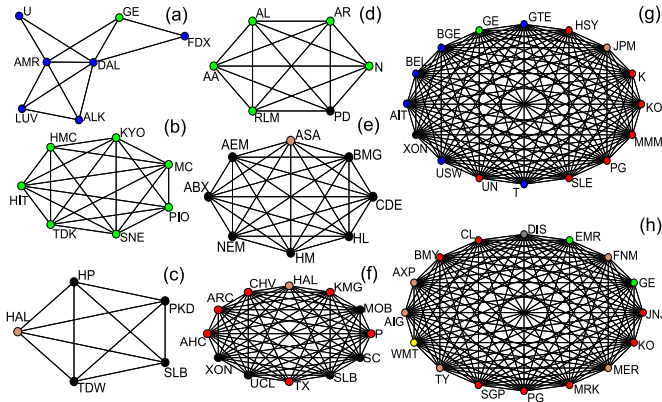 (a)
U
GE
FDX
AMR
DAL
LUV
ALK
(b)
HMC
KYO
MC
HIT
PIO
TDK
SNE
(c)
HP
PKD
HAL
SLB
TDW
(d)
AL
AR
AA
N
RLM
PD
(e)
ASA
AEM
BMG
ABX
CDE
NEM
HL
HM
(f)
HAL
CHV
KMG
ARC
MOB
AHC
P
XON
SC
UCL
SLB
TX
(g)
GTE
GE
HSY
BGE
JPM
BEL
K
AIT
KO
XON
MMM
USW
PG
UN
SLE
T
(h)
DIS
CL
EMR
BMY
FNM
AXP
GE
AIG
JNJ
WMT
KO
TY
MER
SGP
MRK
PG